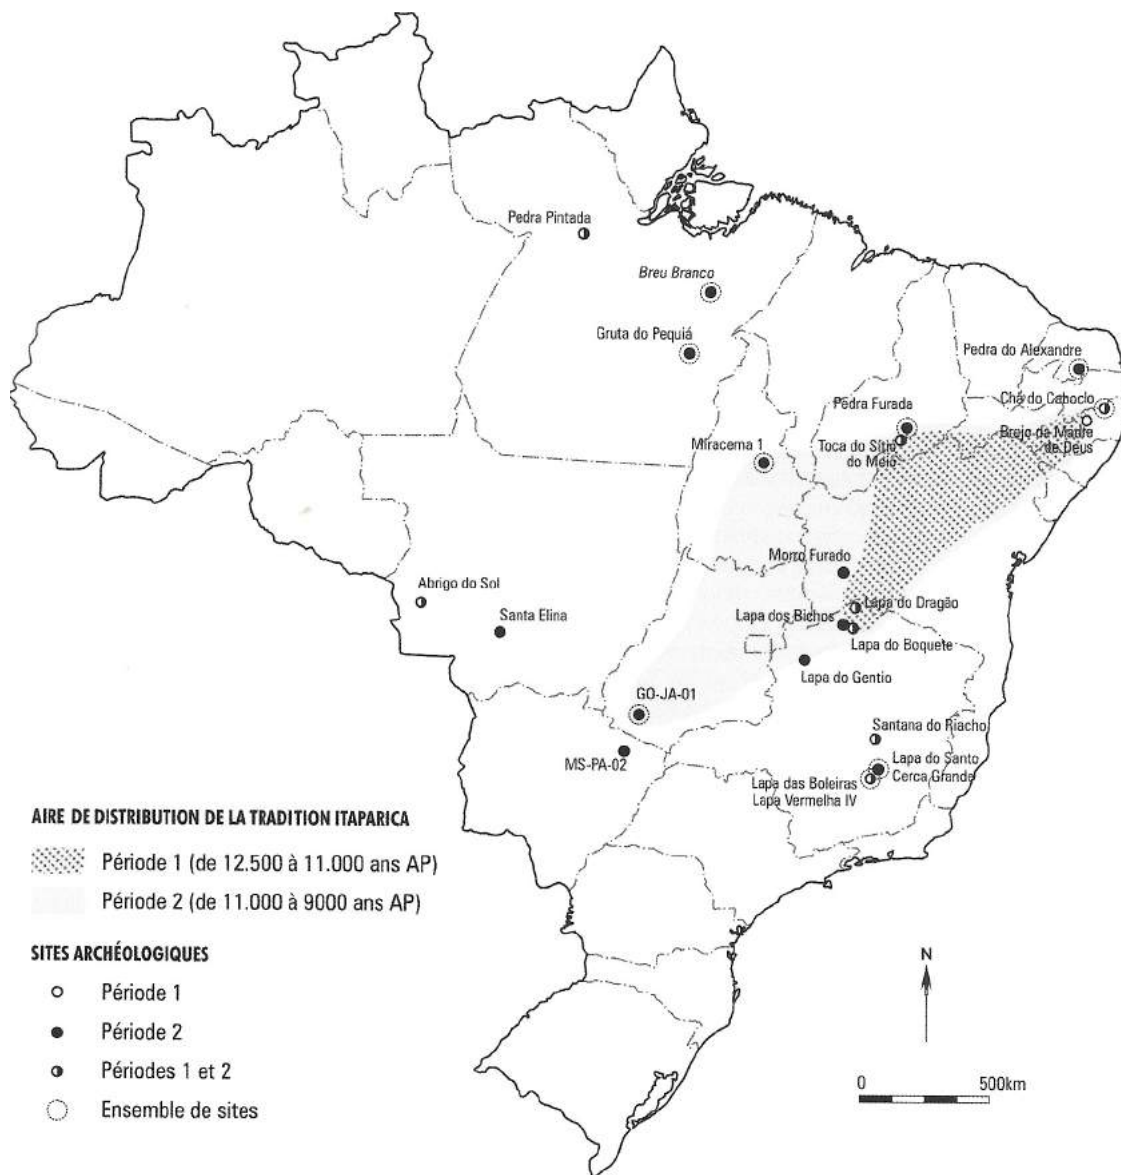 Pedra Pintada
Breu Branco
Gruta do Pequiá
Pedra do Alexandre
Chã do Caboclo
Pedra Furada
Brejo da Madre
de Deus
Miracema 1
Toca do Sítio
do Meio
Morro Furado
Abrigo do Sol
Lapa do Dragão
Santa Elina
Lapa dos Bichos
Lapa do Boquete
Lapa do Gentio
GO-JA-01
Santana do Riacho
MS-PA-02
Lapa do Santo
Cerca Grande
Lapa das Boleiras
Lapa Vermelha IV
AIRE DE DISTRIBUTION DE LA TRADITION ITAPARICA
Période 1 (de 12.500 à 11.000 ans AP)
Période 2 (de 11.000 à 9000 ans AP)
SITES ARCHÉOLOGIQUES
Période 1
Période 2
Périodes 1 et 2
Ensemble de sites
N
0 500km